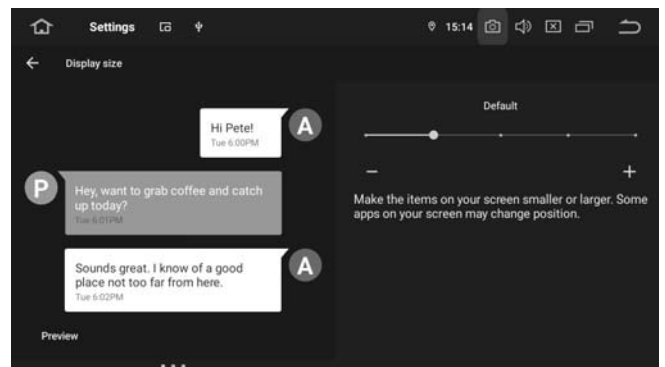 Settings
15:14
Display size
Hi Pete!
Tue 6:00PM
A
P
Hey, want to grab coffee and catch
up today?
Tue 6:01PM
Sounds great. I know of a good
place not too far from here.
Tue 6:02PM
A
Preview
Default
− +
Make the items on your screen smaller or larger. Some
apps on your screen may change position.